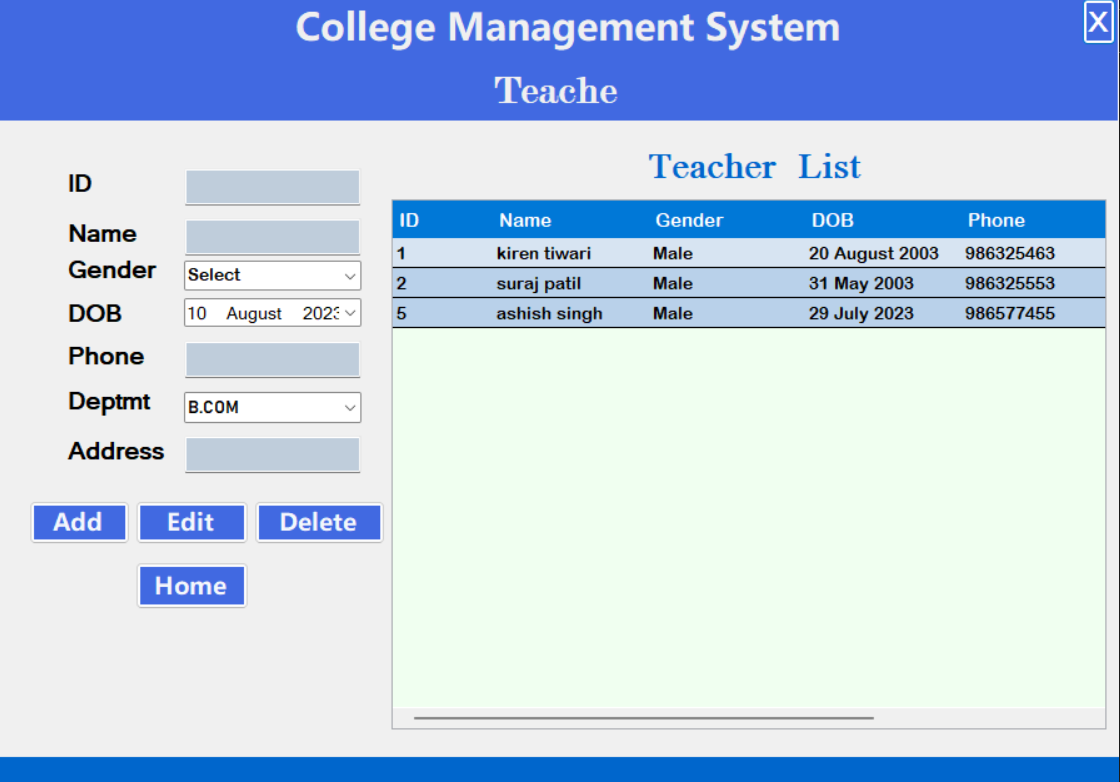 College Management System
X
Teache
ID
Name
Gender Select
DOB 10 August 2023
Phone
Deptmt B.COM
Address
Add Edit Delete
Home
Teacher List
ID Name Gender DOB Phone
1 kiren tiwari Male 20 August 2003 986325463
2 suraj patil Male 31 May 2003 986325553
5 ashish singh Male 29 July 2023 986577455